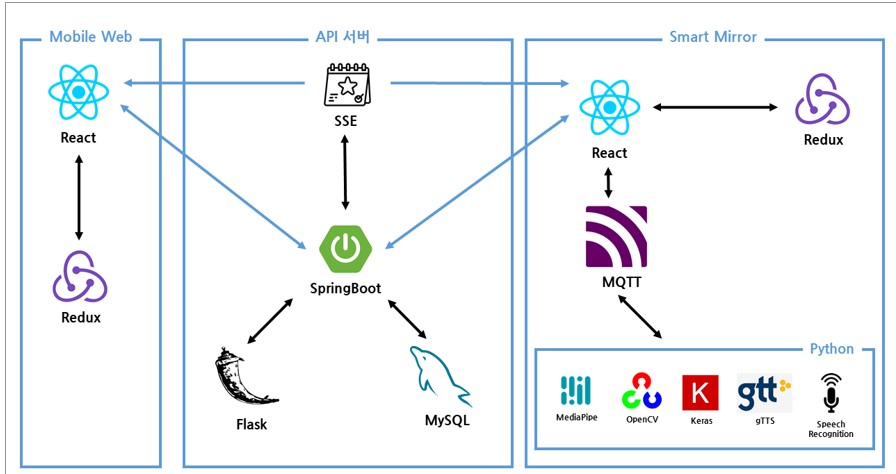 Mobile Web
API 서버
Smart Mirror
React
Redux
SSE
SpringBoot
Flask
MySQL
React
Redux
MQTT
Python
MediaPipe
OpenCV
K
Keras
gtt
gTTS
Speech
Recognition